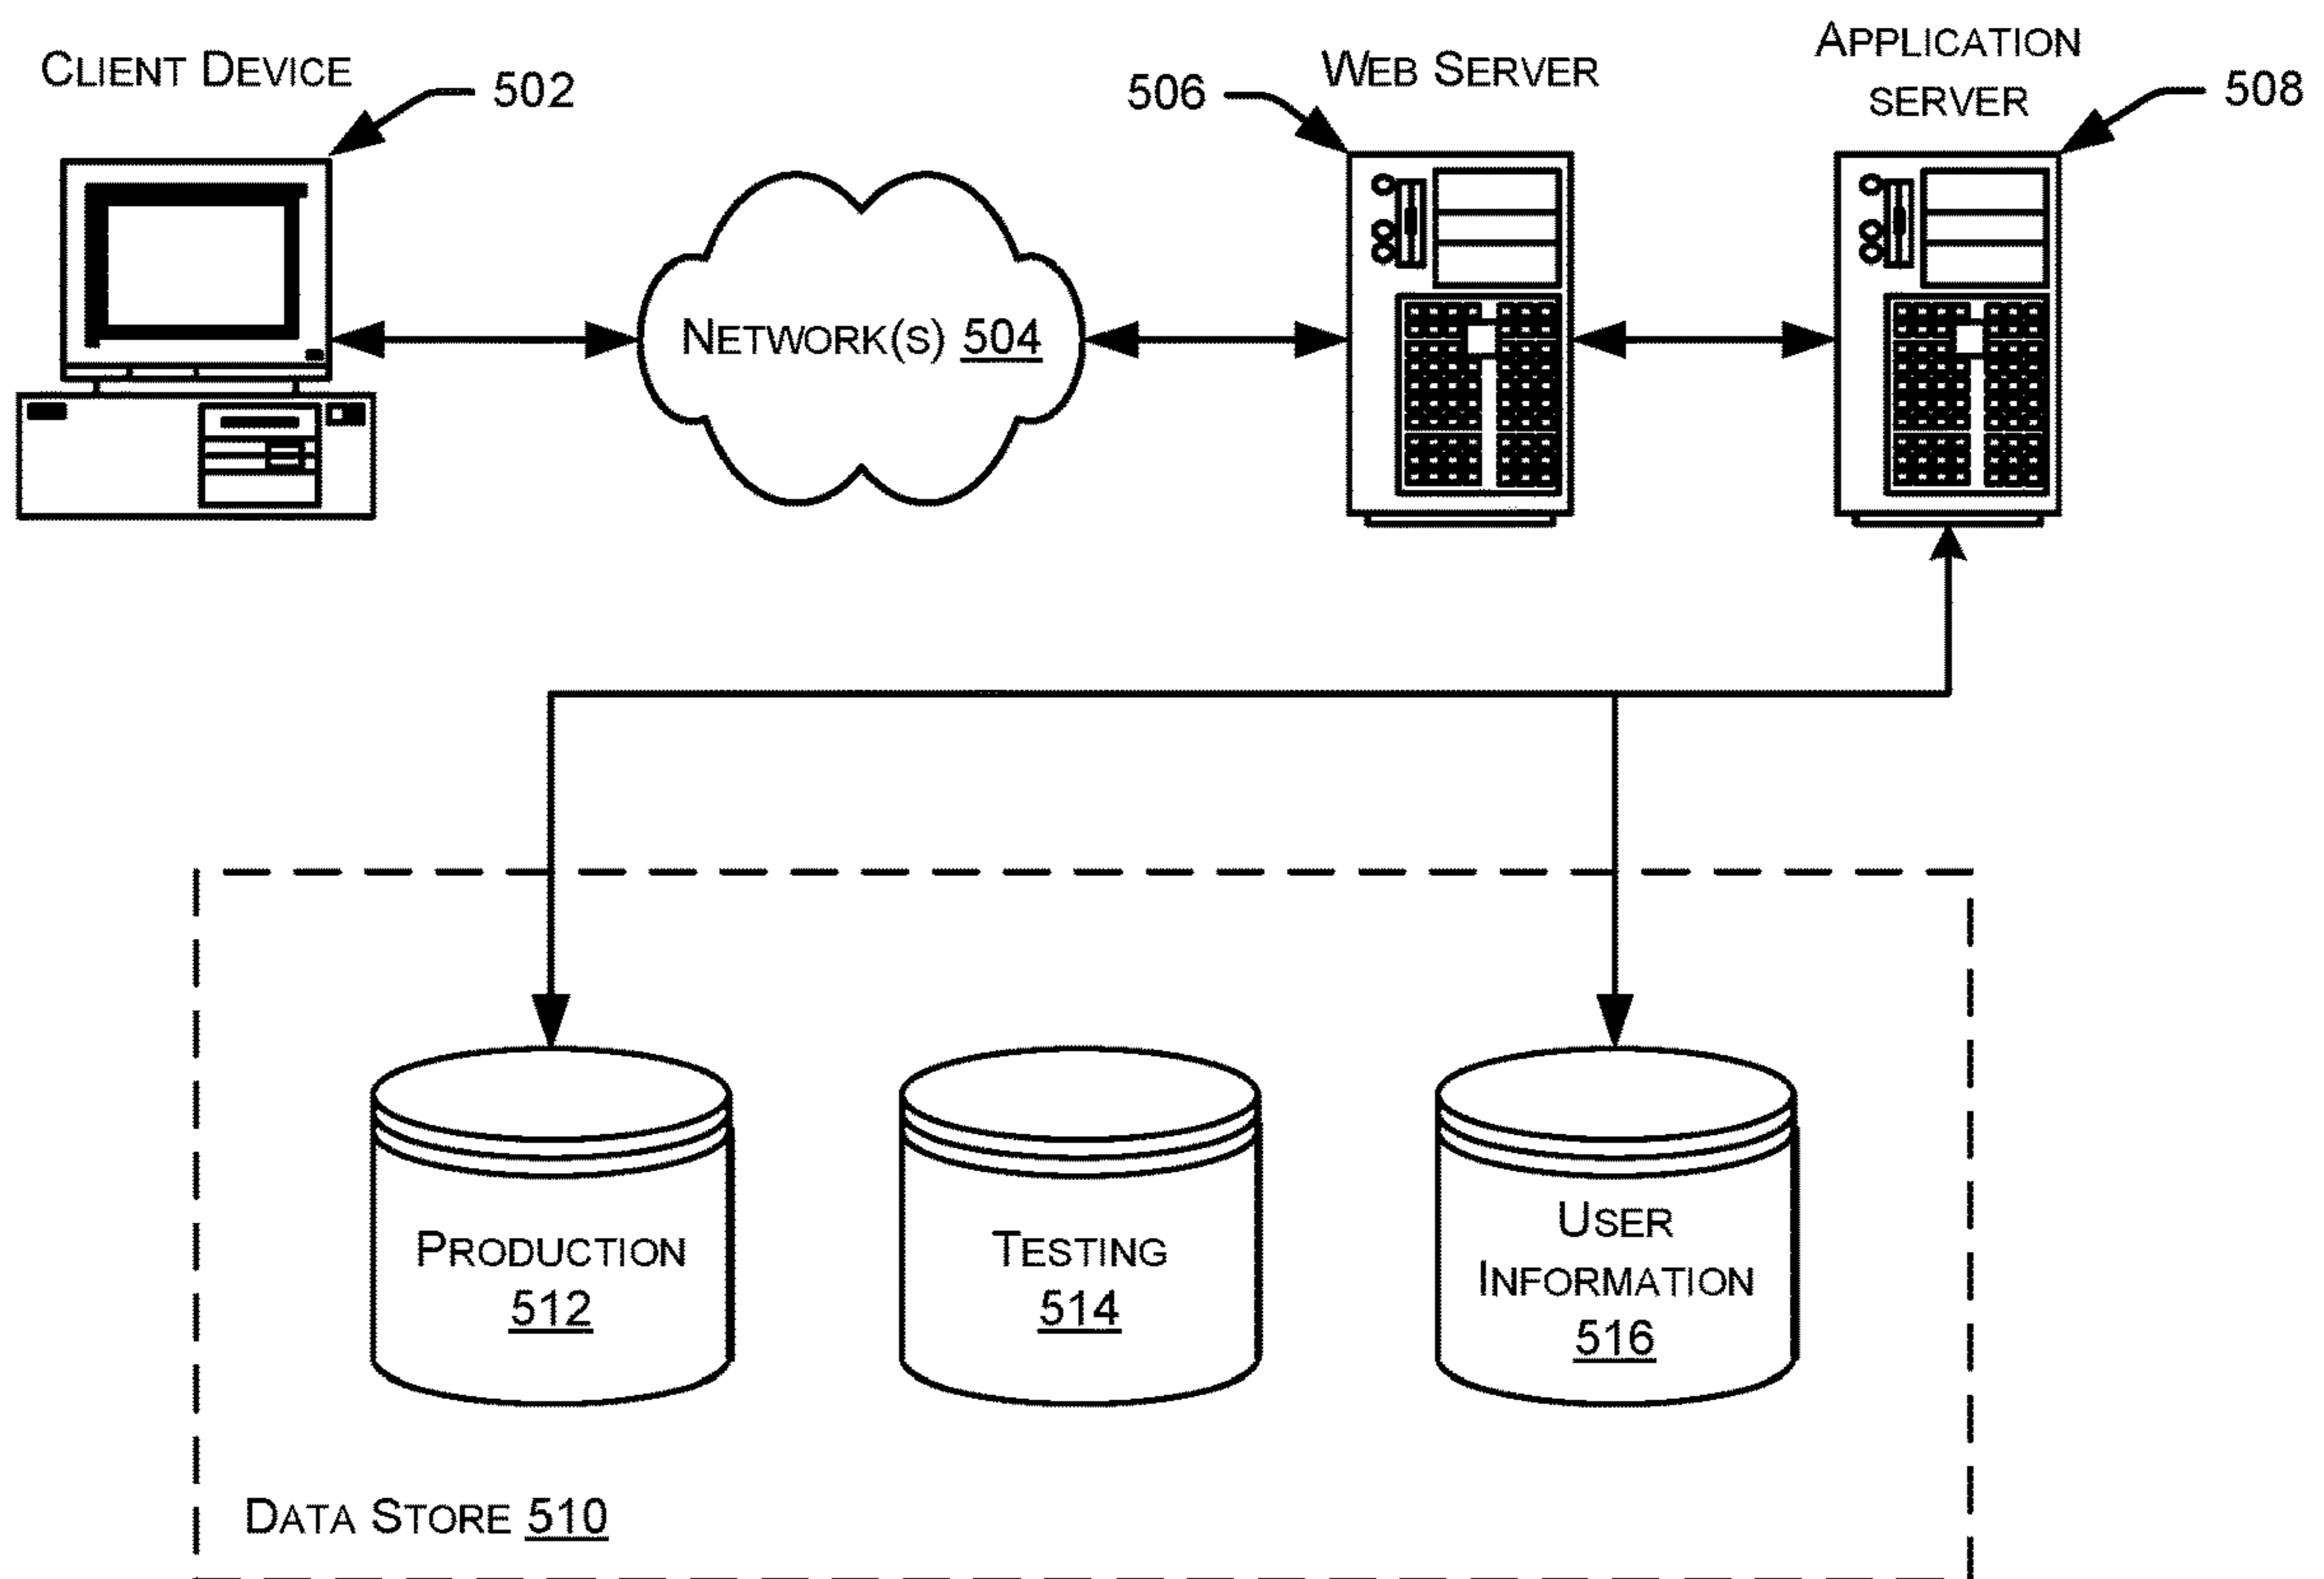 CLIENT DEVICE
502
506
WEB SERVER
APPLICATION
SERVER
508
NETWORK(S) 504
PRODUCTION
512
TESTING
514
USER
INFORMATION
516
DATA STORE 510